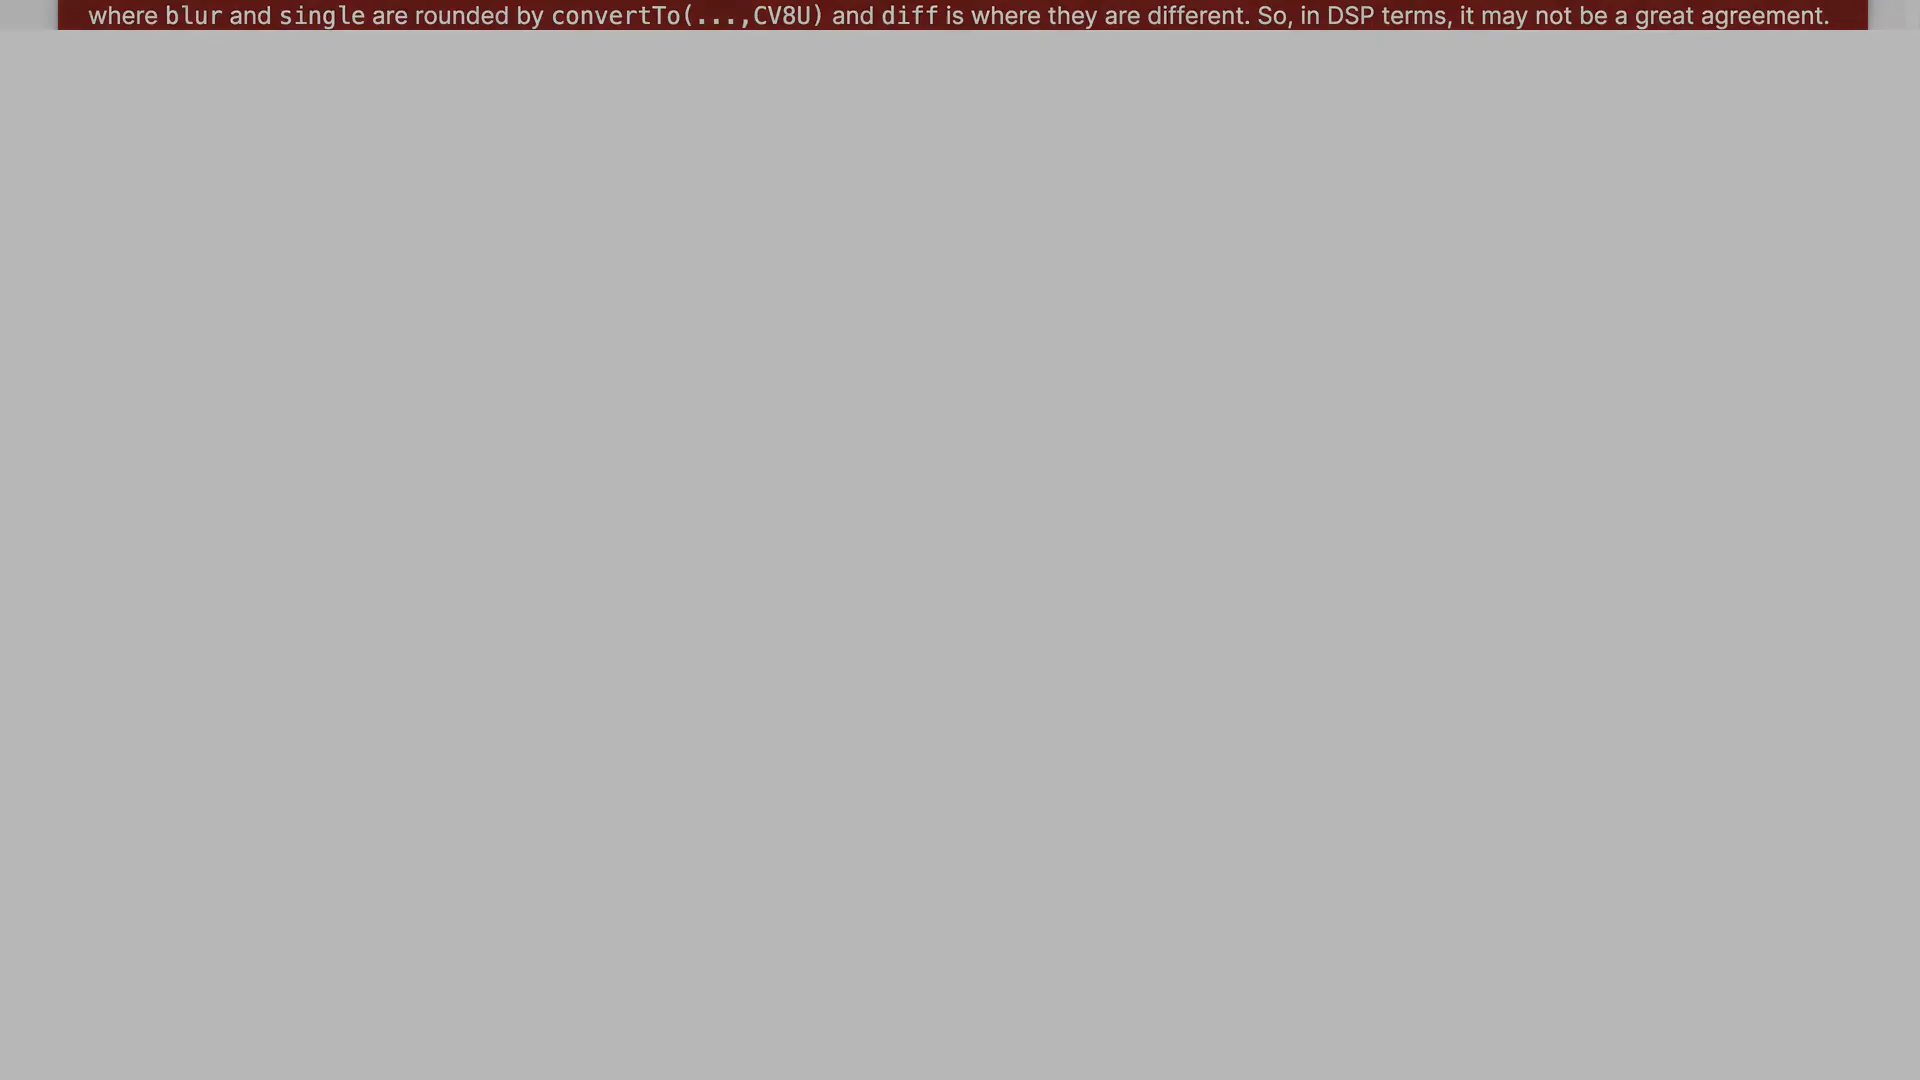 where blur and single are rounded by convertTo(...,CV8U) and diff is where they are different. So, in DSP terms, it may not be a great agreement.